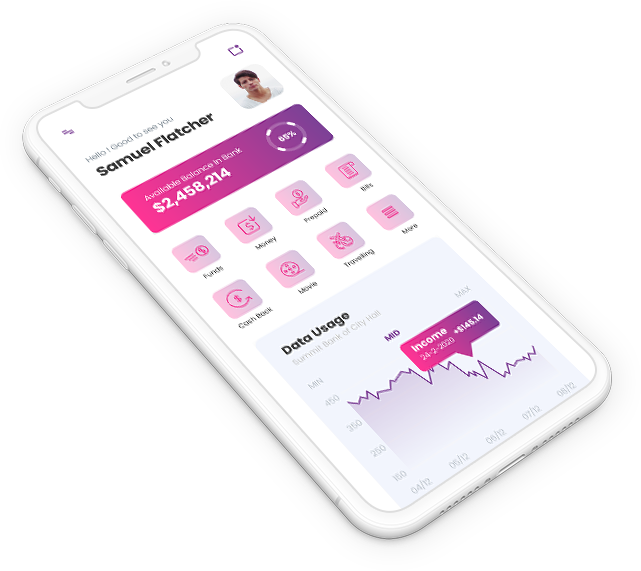 Hello ! Good to see you
Samuel Flatcher
Available Balance in Bank
$2,458,214
65%
Funds
Money
Prepaid
Bills
Cash Back
Movie
Travelling
More
Data Usage
Summit Bank of City Hall
MIN
MID
MAX
Income
24-2-2020
+$145.14
450
350
250
150
04/12
05/12
06/12
07/12
08/12